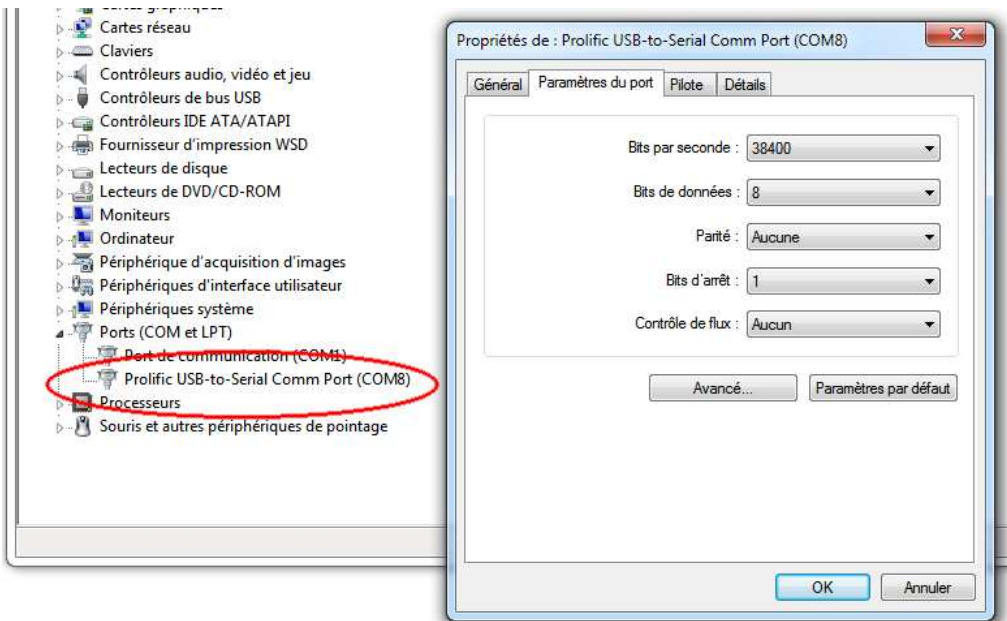 Cartes graphiques
Cartes réseau
Claviers
Contrôleurs audio, vidéo et jeu
Contrôleurs de bus USB
Contrôleurs IDE ATA/ATAPI
Fournisseur d'impression WSD
Lecteurs de disque
Lecteurs de DVD/CD-ROM
Moniteurs
Ordinateur
Périphérique d'acquisition d'images
Périphériques d'interface utilisateur
Périphériques système
Ports (COM et LPT)
Port de communication (COM1)
Prolific USB-to-Serial Comm Port (COM8)
Processeurs
Souris et autres périphériques de pointage
Propriétés de : Prolific USB-to-Serial Comm Port (COM8)
Général Paramètres du port Pilote Détails
Bits par seconde : 38400
Bits de données : 8
Parité : Aucune
Bits d'arrêt : 1
Contrôle de flux : Aucun
Avancé... Paramètres par défaut
OK Annuler